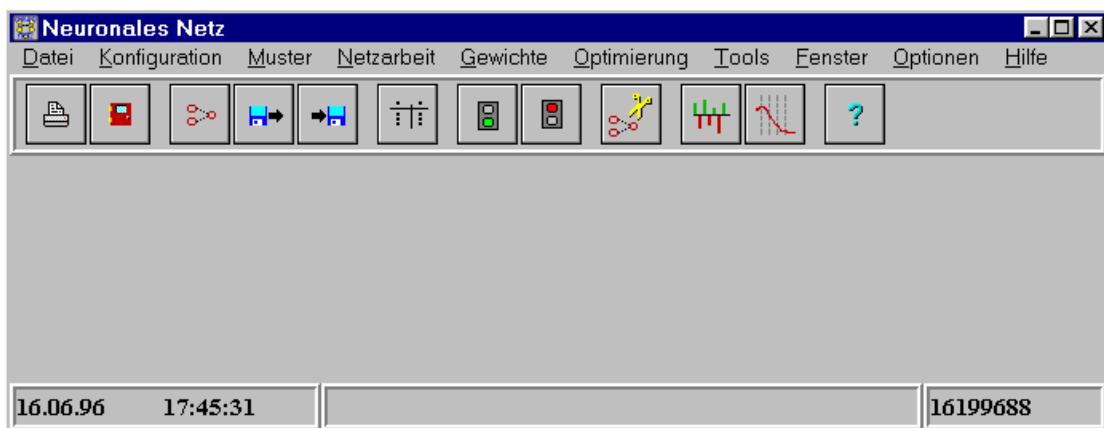 Neuronales Netz
Datei Konfiguration Muster Netzarbeit Gewichte Optimierung Tools Fenster Optionen Hilfe
?
16.06.96 17:45:31 16199688